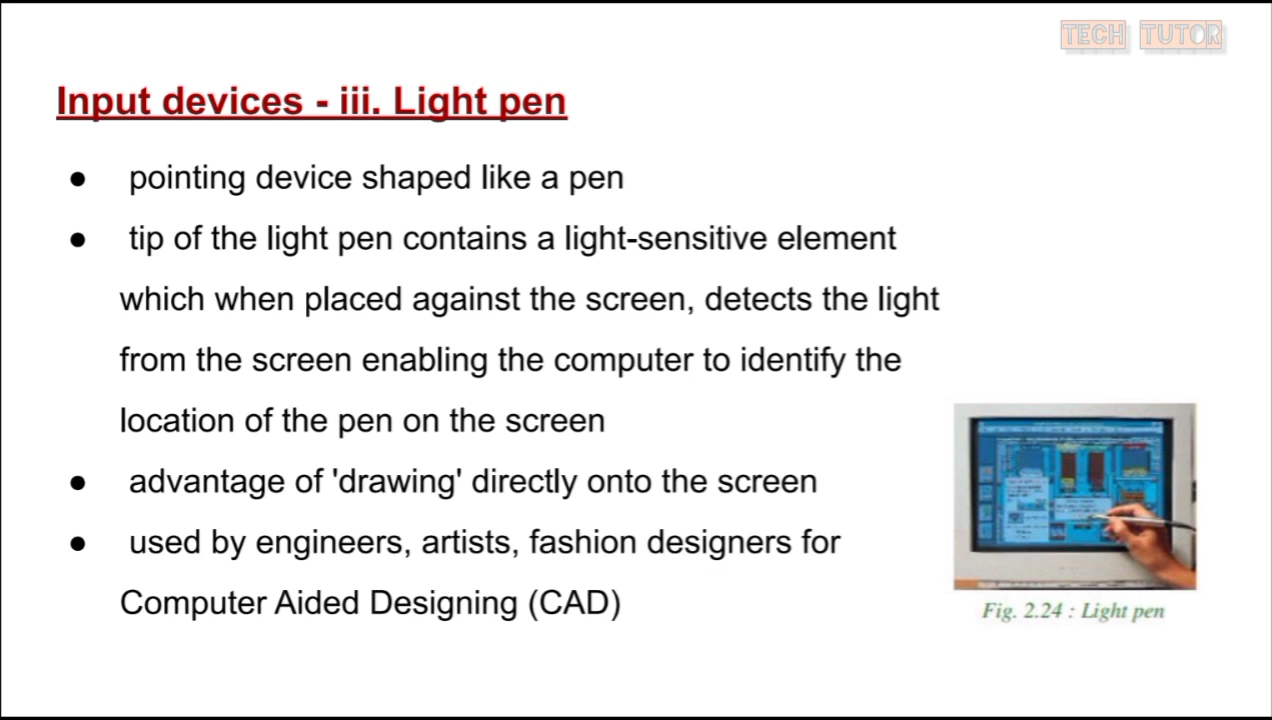 TECH TUTOR
Input devices - iii. Light pen
● pointing device shaped like a pen
● tip of the light pen contains a light-sensitive element
which when placed against the screen, detects the light
from the screen enabling the computer to identify the
location of the pen on the screen
● advantage of 'drawing' directly onto the screen
● used by engineers, artists, fashion designers for
Computer Aided Designing (CAD)
Fig. 2.24 : Light pen